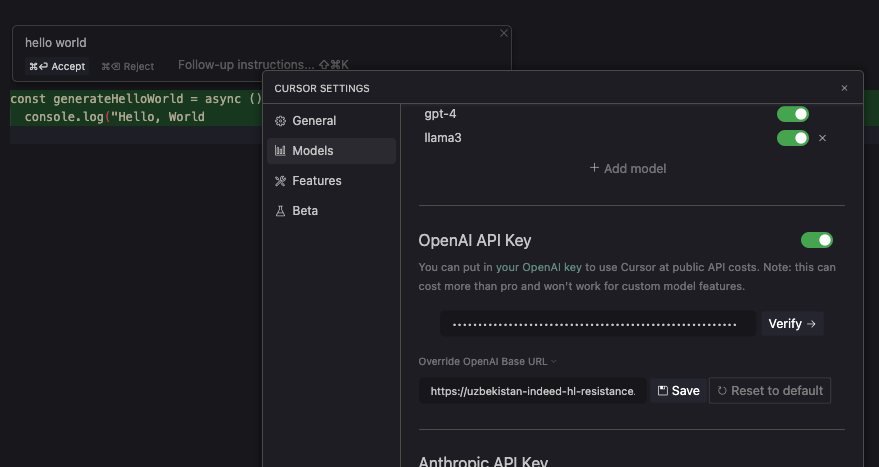 hello world
⌘⏎ Accept ⌘⌫ Reject Follow-up instructions... ⇧⌘K
const generateHelloWorld = async ()
console.log("Hello, World
CURSOR SETTINGS
General
Models
Features
Beta
gpt-4
llama3
+ Add model
OpenAI API Key
You can put in your OpenAI key to use Cursor at public API costs. Note: this can
cost more than pro and won't work for custom model features.
••••••••••••••••••••••••••••••••••••••••••••••••••••••••• Verify →
Override OpenAI Base URL
https://uzbekistan-indeed-hl-resistance. Save Reset to default
Anthropic API Key